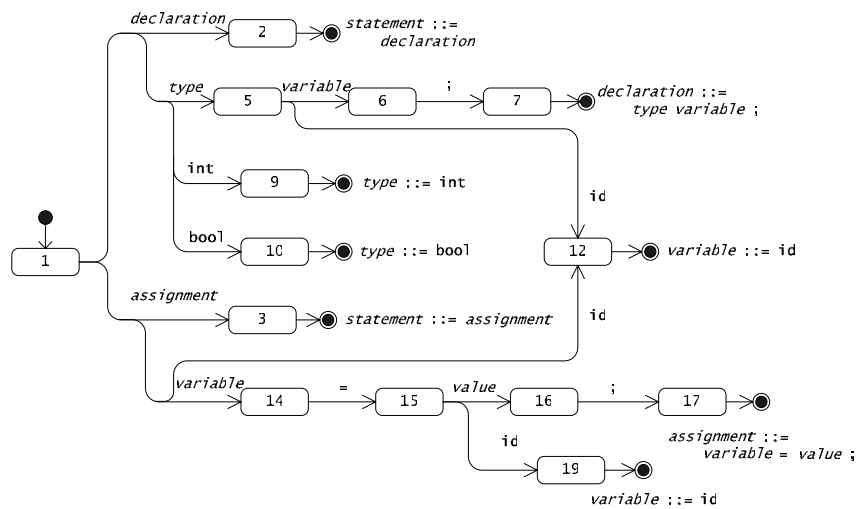 declaration
2
statement ::=
declaration
type
5
variable
6
;
7
declaration ::=
type variable ;
int
9
type ::= int
id
bool
10
type ::= bool
12
variable ::= id
1
assignment
3
statement ::= assignment
id
variable
14
=
15
value
16
;
17
assignment ::=
variable = value ;
id
19
variable ::= id